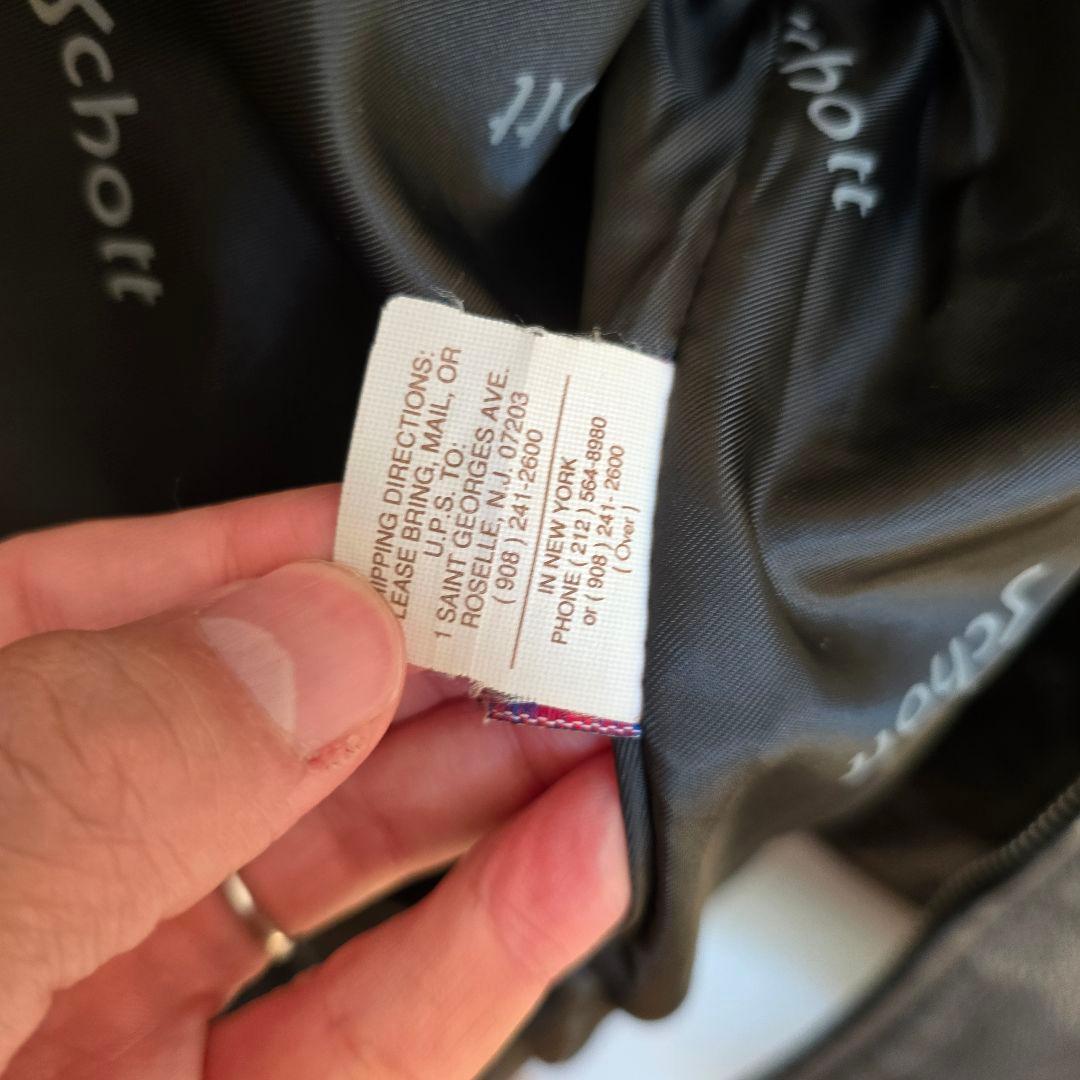 Schott
Schott
IPPING DIRECTIONS:
LEASE BRING, MAIL, OR
U.P.S. TO:
1 SAINT GEORGES AVE.
ROSELLE, N.J. 07203
( 908 ) 241-2600
IN NEW YORK
PHONE ( 212 ) 564-8980
or ( 908 ) 241- 2600
( Over )